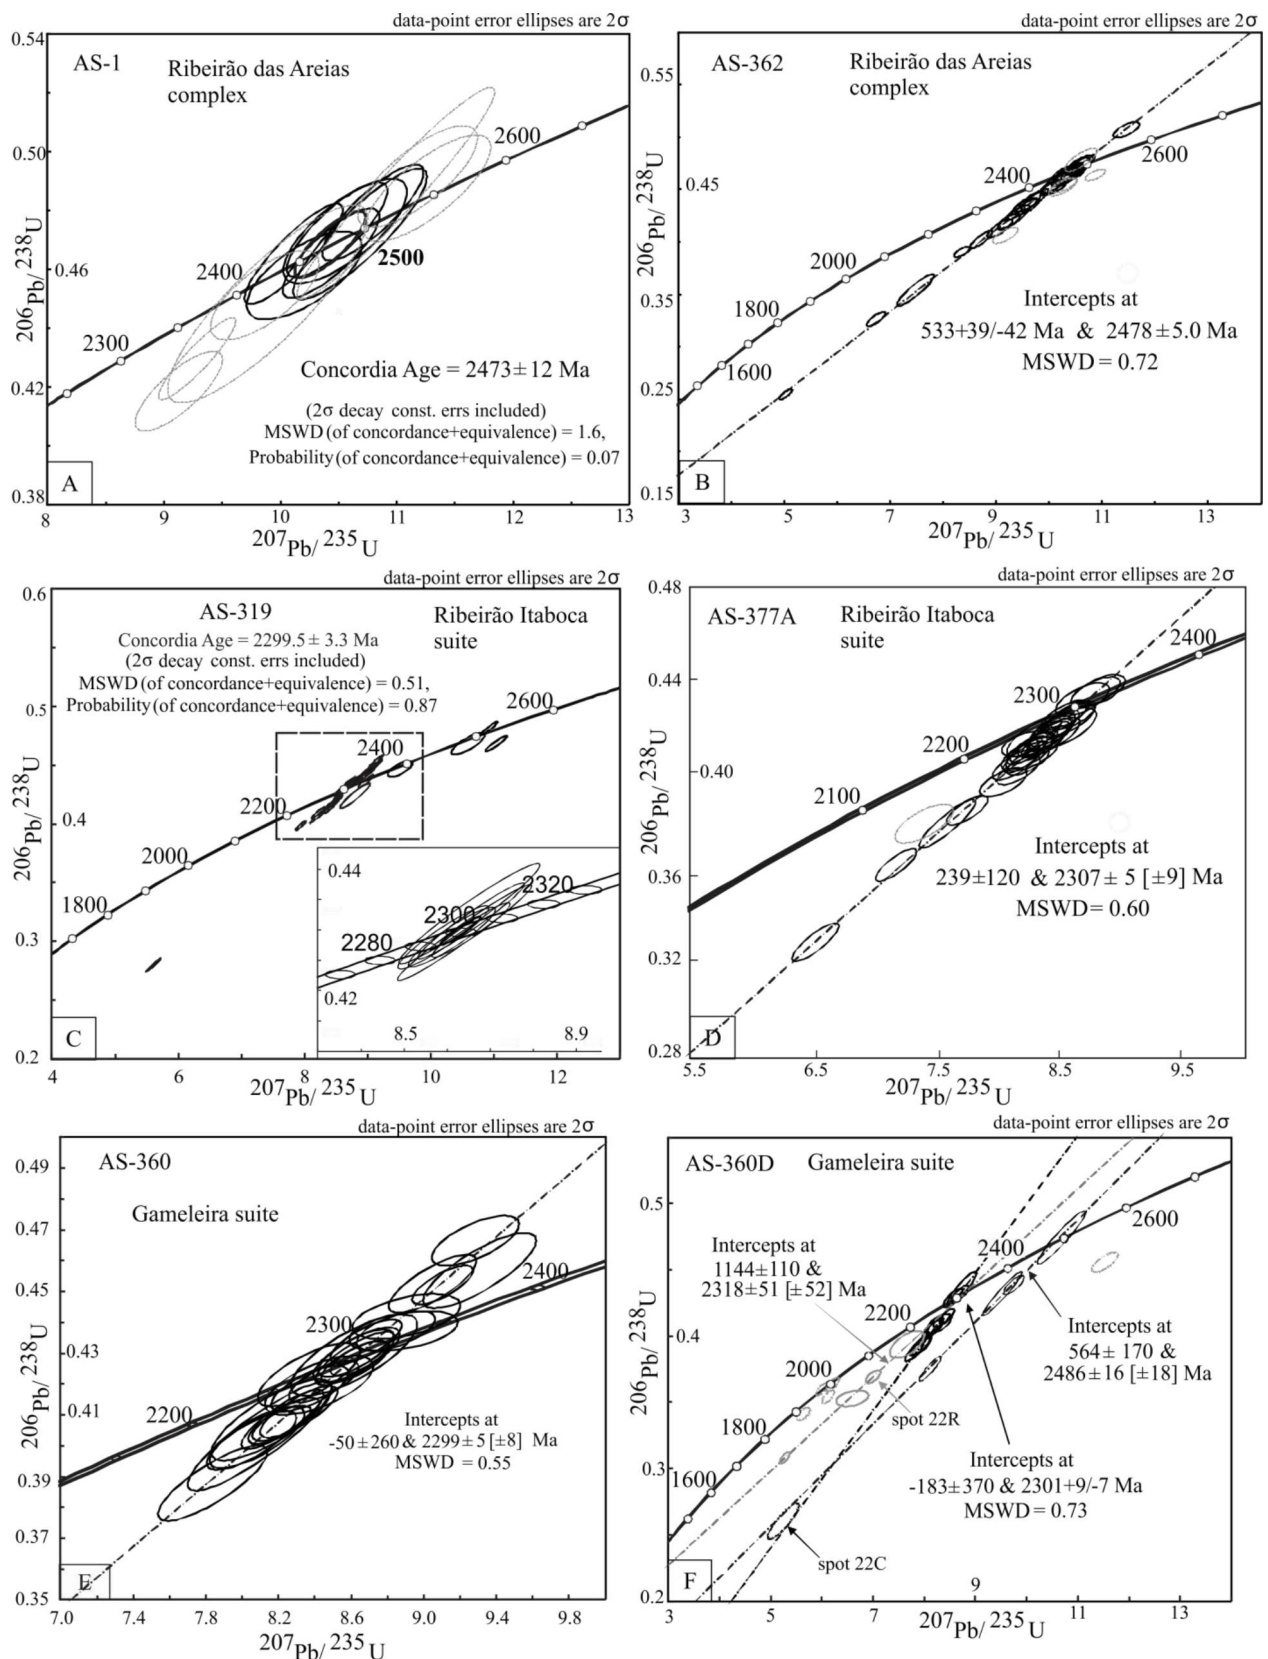 data-point error ellipses are 2σ
AS-1
Ribeirão das Areias
complex
0.54
0.50
0.46
0.42
0.38
206Pb/238U
2300
2400
2500
2600
Concordia Age = 2473± 12 Ma
(2σ decay const. errs included)
MSWD (of concordance+equivalence) = 1.6,
Probability (of concordance+equivalence) = 0.07
A
8 9 10 11 12 13
207Pb/235U
data-point error ellipses are 2σ
AS-362
Ribeirão das Areias
complex
0.55
0.45
0.35
0.25
0.15
206Pb/238U
2600
2400
2000
1800
1600
Intercepts at
533+39/-42 Ma & 2478±5.0 Ma
MSWD = 0.72
B
3 5 7 9 11 13
207Pb/235U
data-point error ellipses are 2σ
AS-319
Ribeirão Itaboca
suite
Concordia Age = 2299.5± 3.3 Ma
(2σ decay const. errs included)
MSWD (of concordance+equivalence) = 0.51,
Probability (of concordance+equivalence) = 0.87
0.6
0.5
0.4
0.3
0.2
206Pb/238U
2600
2400
2200
2000
1800
0.44
0.42
2320
2300
2280
8.5 8.9
C
4 6 8 10 12
207Pb/235U
data-point error ellipses are 2σ
AS-377A
Ribeirão Itaboca
suite
0.48
0.44
0.40
0.36
0.32
0.28
206Pb/238U
2400
2300
2200
2100
Intercepts at
239±120 & 2307± 5 [±9] Ma
MSWD = 0.60
D
5.5 6.5 7.5 8.5 9.5
207Pb/235U
data-point error ellipses are 2σ
AS-360
Gameleira suite
0.49
0.47
0.45
0.43
0.41
0.39
0.37
0.35
206Pb/238U
2400
2300
2200
Intercepts at
-50±260 & 2299±5 [±8] Ma
MSWD = 0.55
E
7.0 7.4 7.8 8.2 8.6 9.0 9.4 9.8
207Pb/235U
data-point error ellipses are 2σ
AS-360D
Gameleira suite
0.5
0.4
0.3
0.2
206Pb/238U
2600
2400
2200
2000
1800
1600
Intercepts at
1144±110 &
2318±51 [±52] Ma
Intercepts at
564± 170 &
2486±16 [±18] Ma
spot 22R
Intercepts at
-183±370 & 2301+9/-7 Ma
MSWD = 0.73
spot 22C
F
3 5 7 9 11 13
207Pb/235U